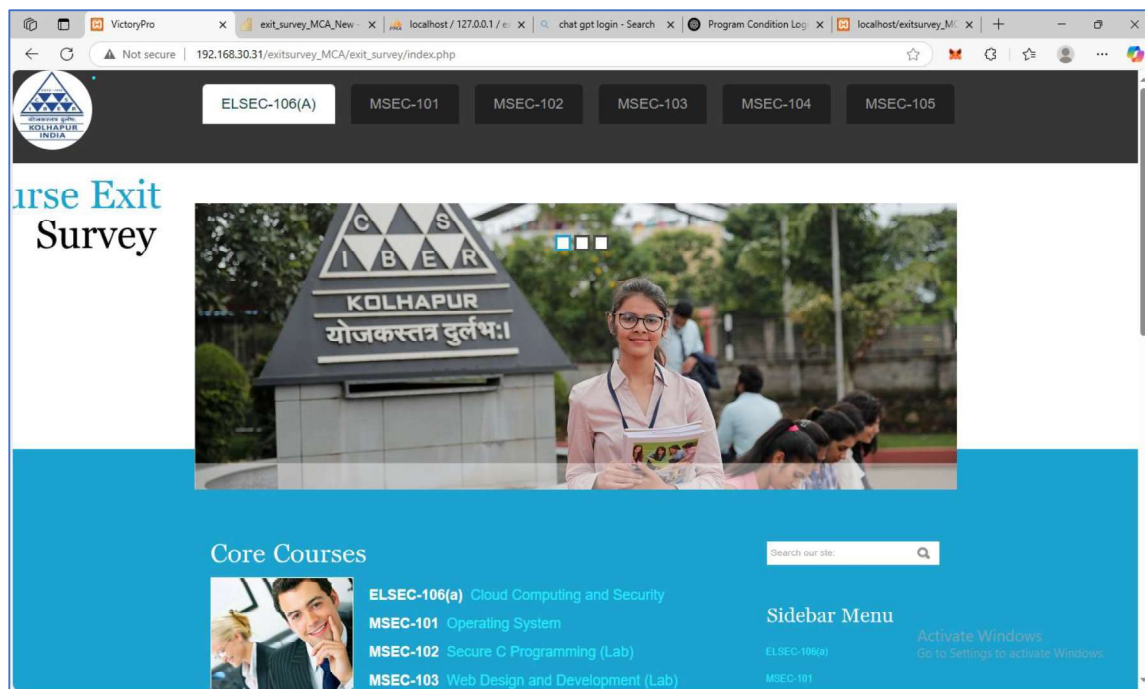 VictoryPro
exit_survey_MCA_New -
localhost / 127.0.0.1 / e
chat gpt login - Search
Program Condition Log
localhost/exitsurvey_M
Not secure
192.168.30.31/exitsurvey_MCA/exit_survey/index.php
KOLHAPUR
INDIA
ELSEC-106(A)
MSEC-101
MSEC-102
MSEC-103
MSEC-104
MSEC-105
urse Exit
Survey
C S
I B E R
KOLHAPUR
योजकस्तत्र दुर्लभ:।
Core Courses
ELSEC-106(a) Cloud Computing and Security
MSEC-101 Operating System
MSEC-102 Secure C Programming (Lab)
MSEC-103 Web Design and Development (Lab)
Search our ste:
Sidebar Menu
ELSEC-106(a)
MSEC-101
Activate Windows
Go to Settings to activate Windows.